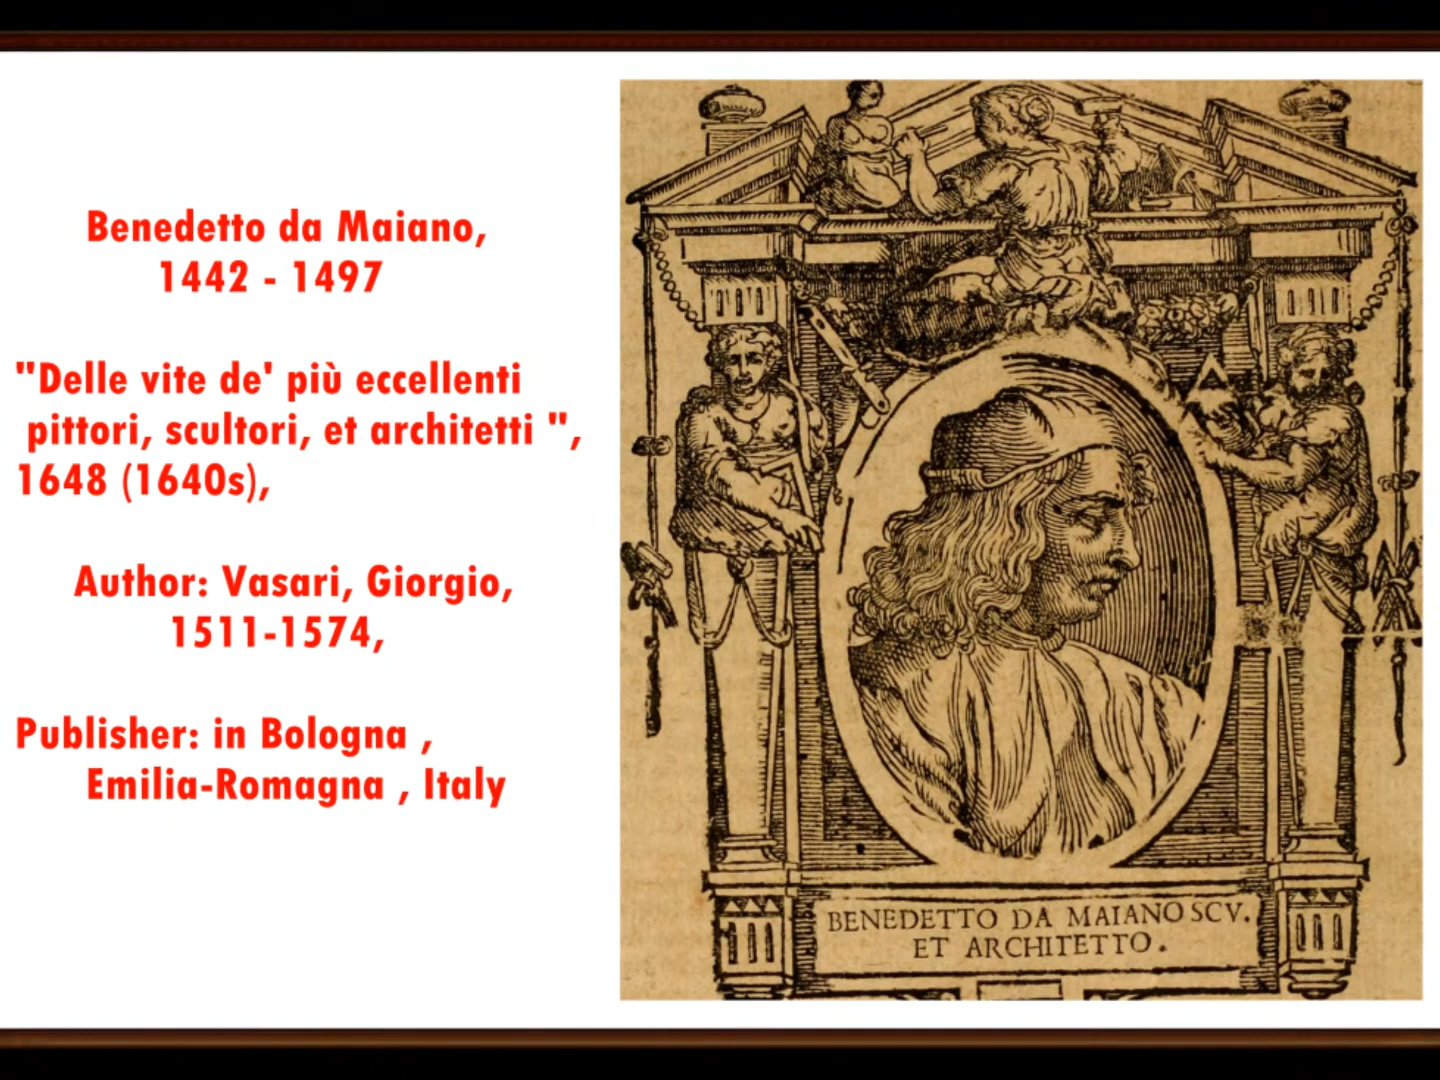 Benedetto da Maiano,
1442 - 1497
"Delle vite de' più eccellenti
pittori, scultori, et architetti ",
1648 (1640s),
Author: Vasari, Giorgio,
1511-1574,
Publisher: in Bologna ,
Emilia-Romagna , Italy
BENEDETTO DA MAIANO SCV.
ET ARCHITETTO.